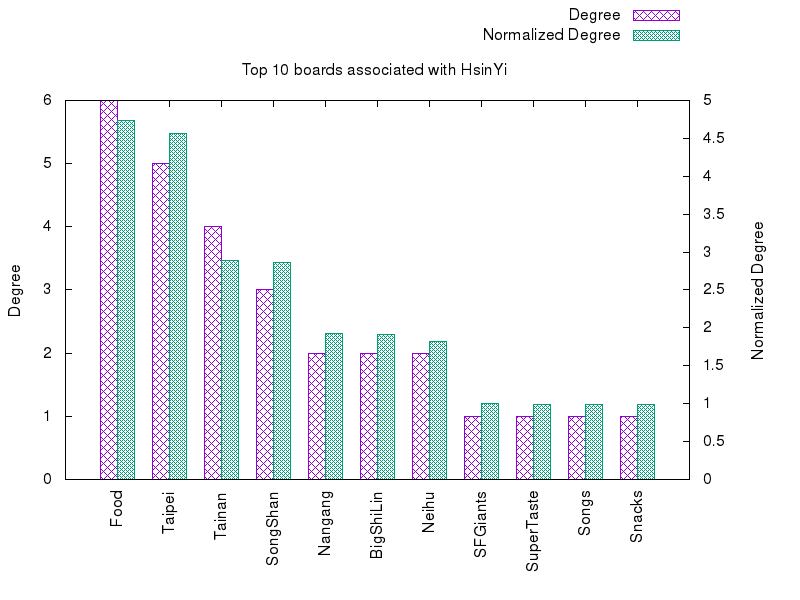 Degree
Normalized Degree
Top 10 boards associated with HsinYi
6
5
4
3
2
1
0
5
4.5
4
3.5
3
2.5
2
1.5
1
0.5
0
Degree
Normalized Degree
Food
Taipei
Tainan
SongShan
Nangang
BigShiLin
Neihu
SFGiants
SuperTaste
Songs
Snacks